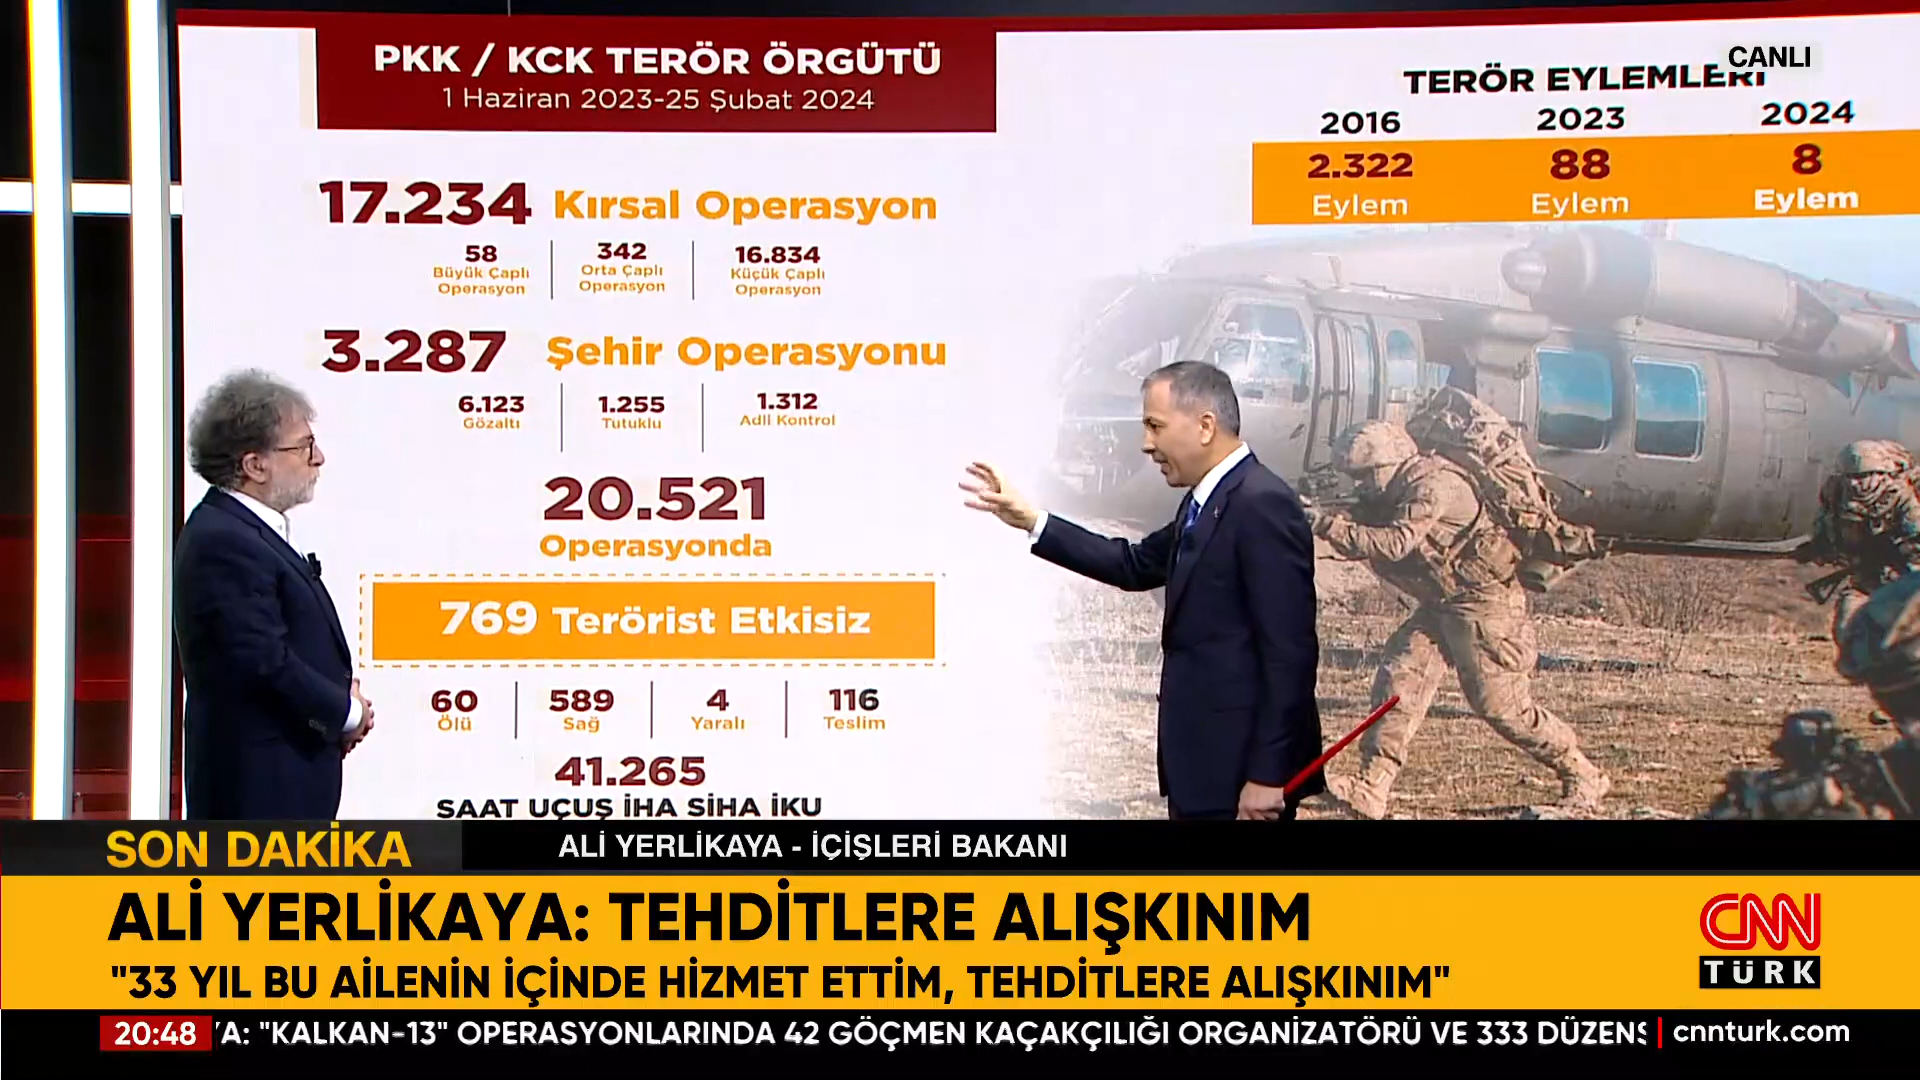 CANLI
PKK / KCK TERÖR ÖRGÜTÜ
1 Haziran 2023-25 Şubat 2024
17.234 Kırsal Operasyon
58
Büyük Çaplı
Operasyon
342
Orta Çaplı
Operasyon
16.834
Küçük Çaplı
Operasyon
3.287 Şehir Operasyonu
6.123
Gözaltı
1.255
Tutuklu
1.312
Adli Kontrol
20.521
Operasyonda
769 Terörist Etkisiz
60
Ölü
589
Sağ
4
Yaralı
116
Teslim
41.265
SAAT UÇUŞ İHA SİHA İKU
TERÖR EYLEMLERİ
2016
2.322
Eylem
2023
88
Eylem
2024
8
Eylem
SON DAKİKA
ALİ YERLİKAYA - İÇİŞLERİ BAKANI
ALİ YERLİKAYA: TEHDİTLERE ALIŞKINIM
"33 YIL BU AİLENİN İÇİNDE HİZMET ETTİM, TEHDİTLERE ALIŞKINIM"
CNN
TÜRK
20:48 YA: "KALKAN-13" OPERASYONLARINDA 42 GÖÇMEN KAÇAKÇILIĞI ORGANİZATÖRÜ VE 333 DÜZENS cnnturk.com